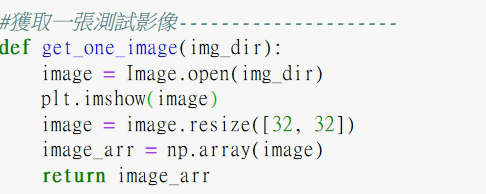 #獲取一張測試影像--------------------
def get_one_image(img_dir):
    image = Image.open(img_dir)
    plt.imshow(image)
    image = image.resize([32, 32])
    image_arr = np.array(image)
    return image_arr